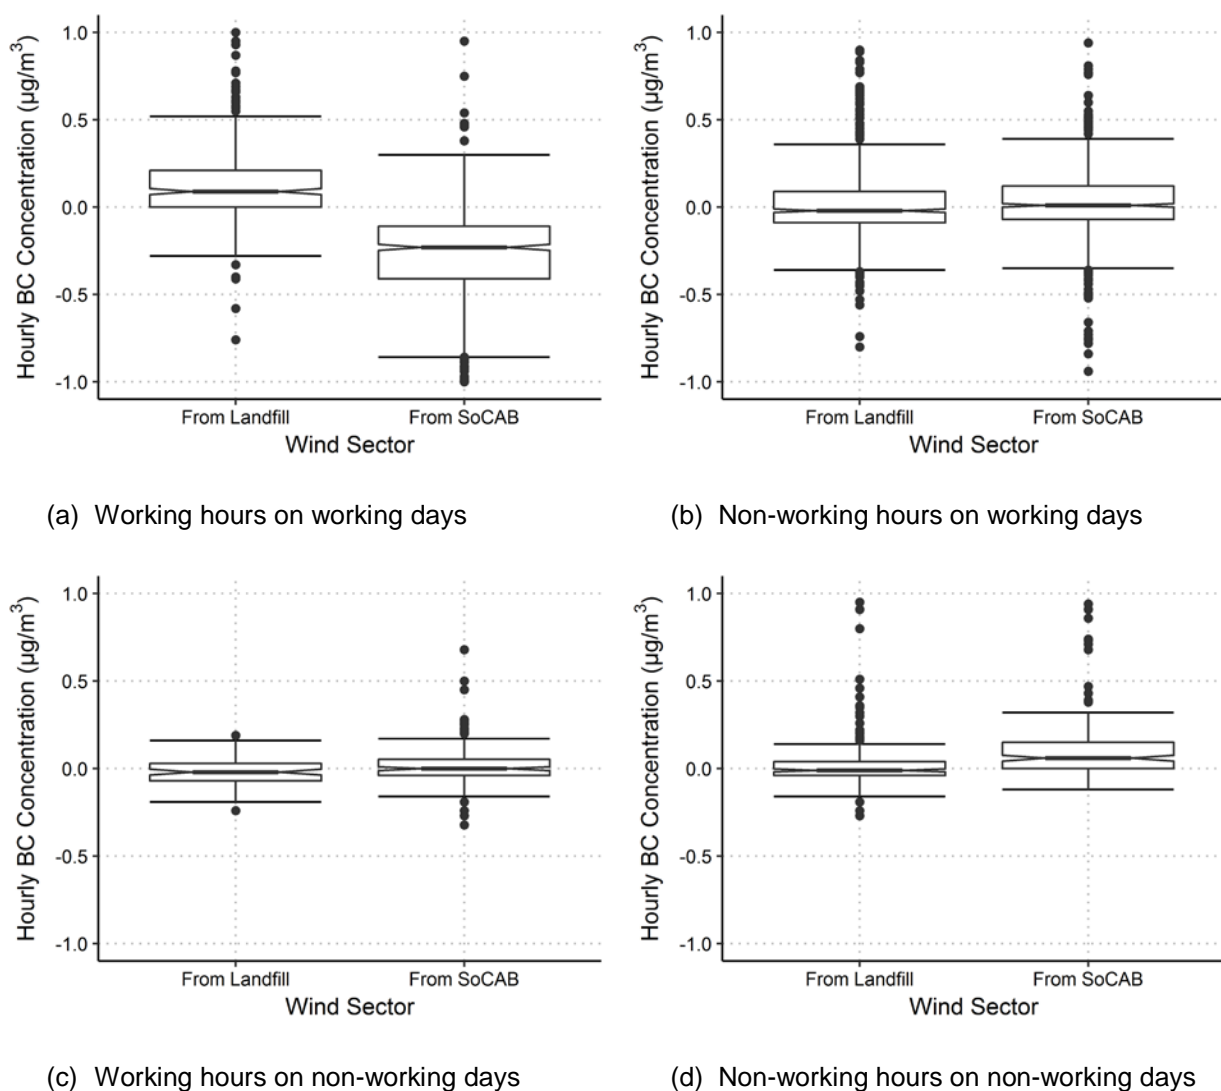 Hourly BC Concentration (µg/m³)
1.0
0.5
0.0
-0.5
-1.0
From Landfill From SoCAB
Wind Sector
(a) Working hours on working days
Hourly BC Concentration (µg/m³)
1.0
0.5
0.0
-0.5
-1.0
From Landfill From SoCAB
Wind Sector
(b) Non-working hours on working days
Hourly BC Concentration (µg/m³)
1.0
0.5
0.0
-0.5
-1.0
From Landfill From SoCAB
Wind Sector
(c) Working hours on non-working days
Hourly BC Concentration (µg/m³)
1.0
0.5
0.0
-0.5
-1.0
From Landfill From SoCAB
Wind Sector
(d) Non-working hours on non-working days